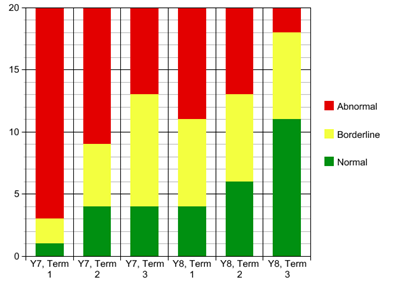 20
15
10
5
0
Y7, Term 1
Y7, Term 2
Y7, Term 3
Y8, Term 1
Y8, Term 2
Y8, Term 3
Abnormal
Borderline
Normal